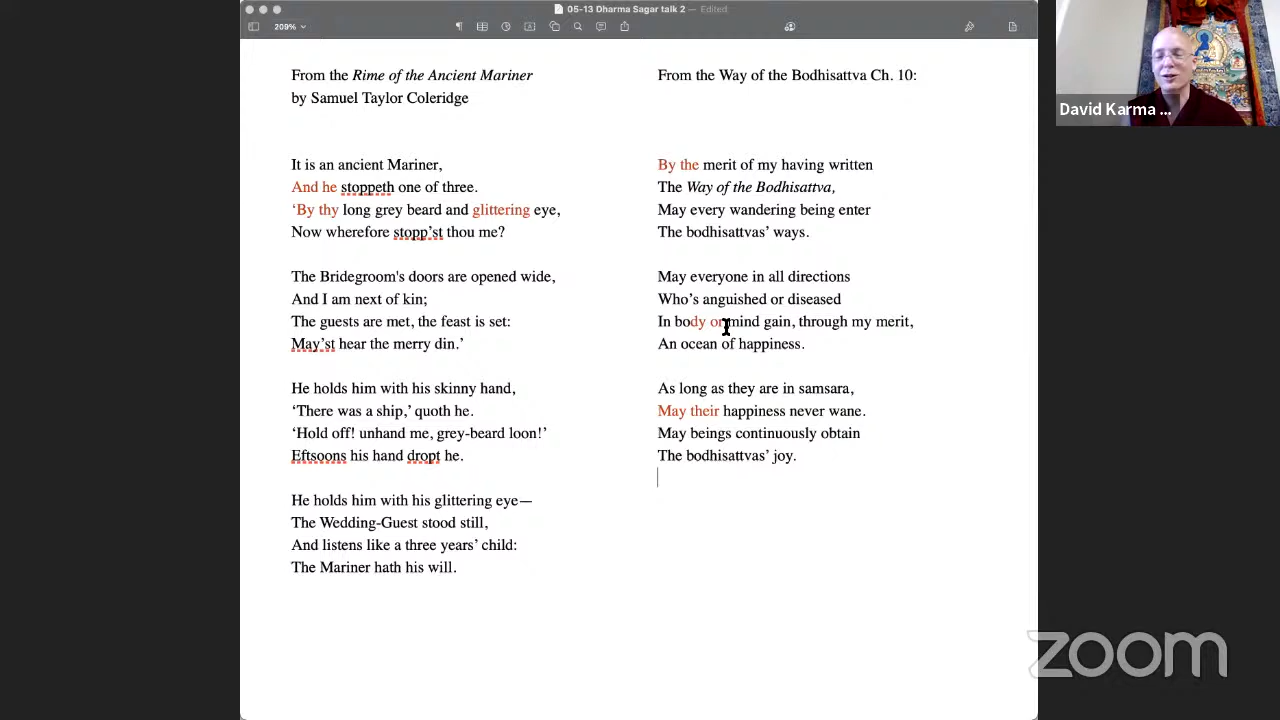 05-13 Dharma Sagar talk 2 — Edited
209%
From the Rime of the Ancient Mariner
by Samuel Taylor Coleridge
It is an ancient Mariner,
And he stoppeth one of three.
‘By thy long grey beard and glittering eye,
Now wherefore stopp’st thou me?
The Bridegroom's doors are opened wide,
And I am next of kin;
The guests are met, the feast is set:
May’st hear the merry din.’
He holds him with his skinny hand,
‘There was a ship,’ quoth he.
‘Hold off! unhand me, grey-beard loon!’
Eftsoons his hand dropt he.
He holds him with his glittering eye—
The Wedding-Guest stood still,
And listens like a three years’ child:
The Mariner hath his will.
From the Way of the Bodhisattva Ch. 10:
By the merit of my having written
The Way of the Bodhisattva,
May every wandering being enter
The bodhisattvas’ ways.
May everyone in all directions
Who’s anguished or diseased
In body or mind gain, through my merit,
An ocean of happiness.
As long as they are in samsara,
May their happiness never wane.
May beings continuously obtain
The bodhisattvas’ joy.
David Karma ...
zoom